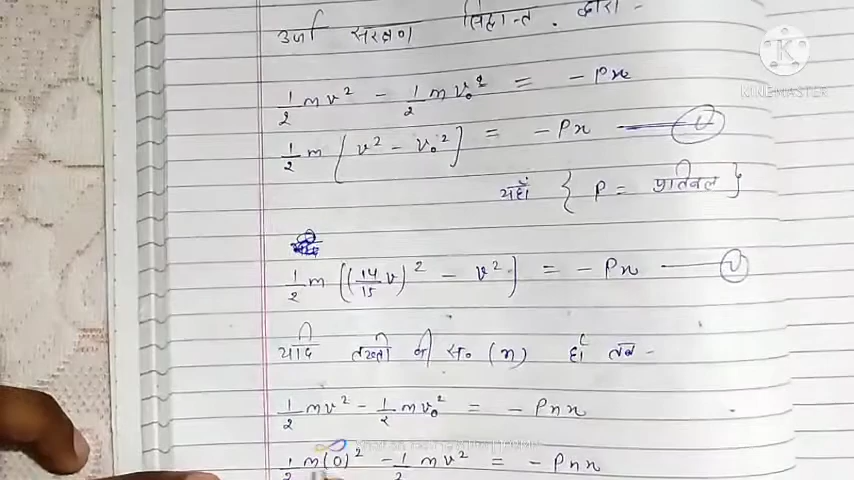 ऊर्जा संरक्षण सिद्धान्त द्वारा -
KINEMASTER
1/2 mv² - 1/2 mv₀² = -Px
1/2 m [v² - v₀²] = -Px
यहाँ { P = प्रतिबल }
1/2 m [(14/15 v)² - v²] = -Px — (v)
यदि तख्तो की सं० (n) हो तब -
1/2 mv² - 1/2 mv₀² = -Pnx
1/2 m(0)² - 1/2 mv² = -Pnx